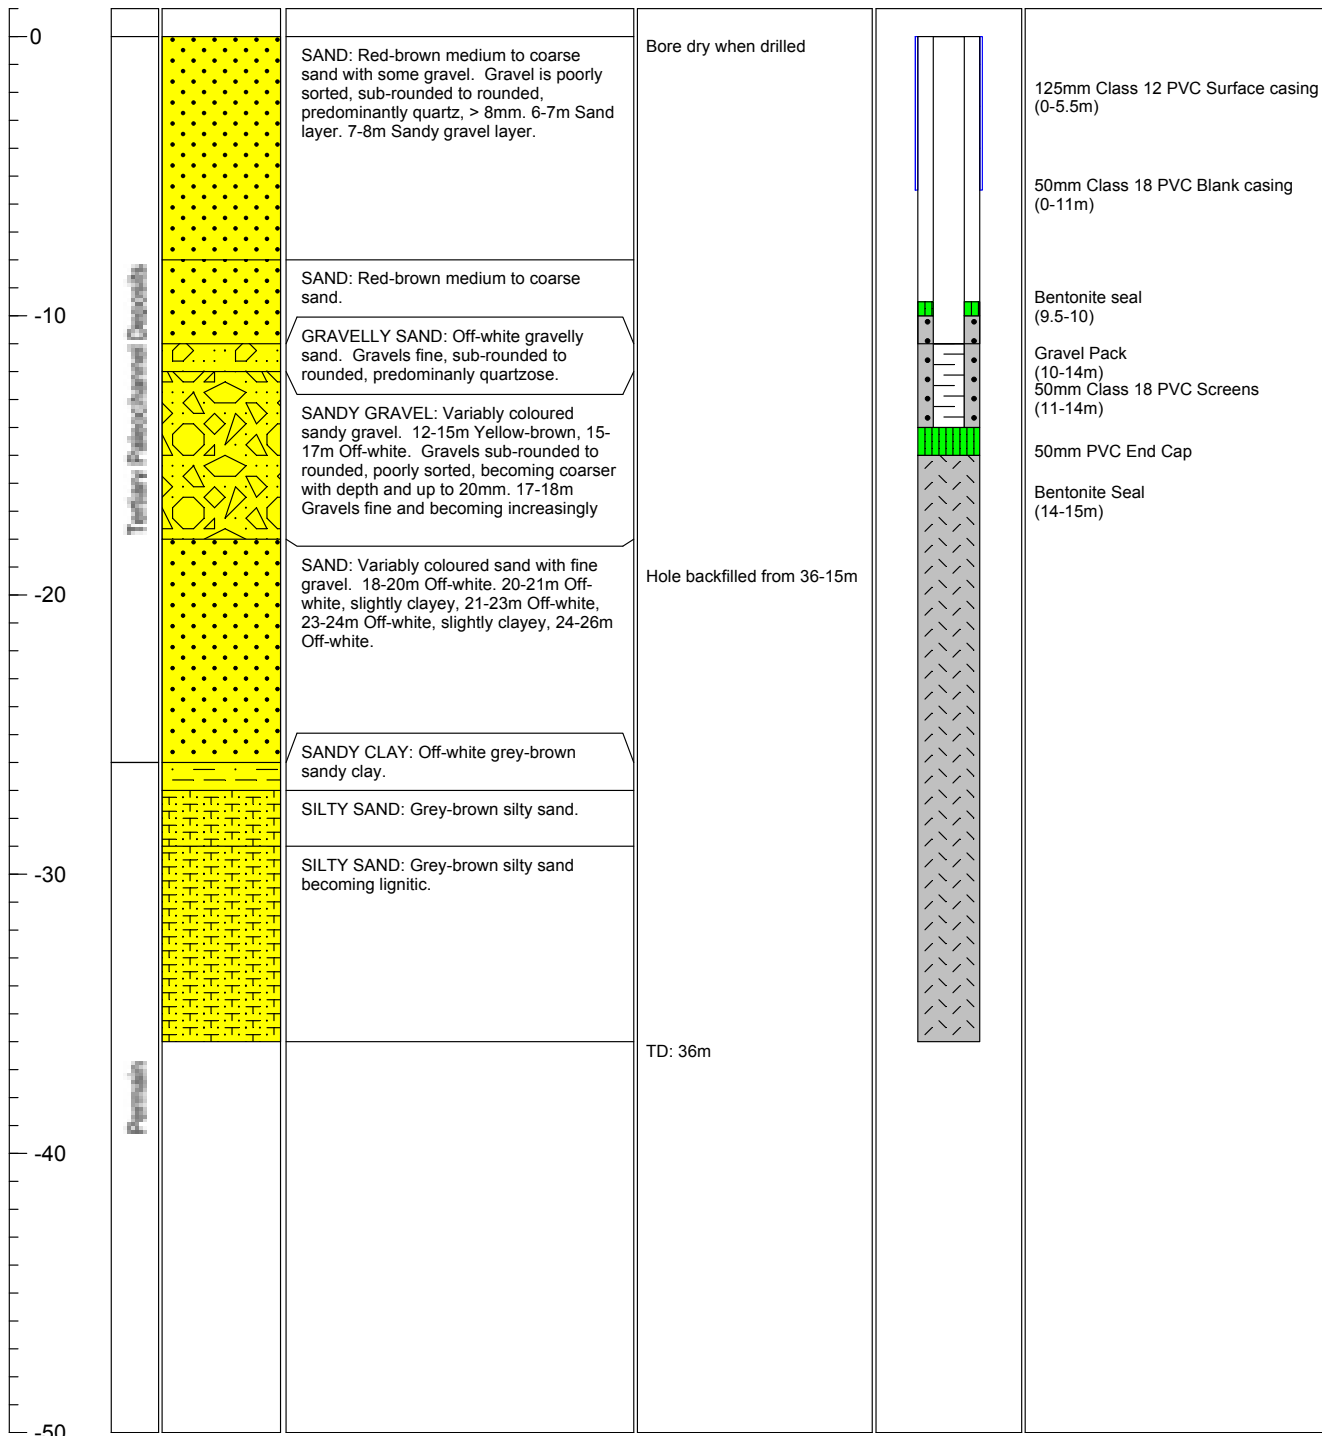 0
-10
-20
-30
-40
-50
Tertiary Paleochannel Deposits
Permain
SAND: Red-brown medium to coarse
sand with some gravel. Gravel is poorly
sorted, sub-rounded to rounded,
predominantly quartz, > 8mm. 6-7m Sand
layer. 7-8m Sandy gravel layer.
SAND: Red-brown medium to coarse
sand.
GRAVELLY SAND: Off-white gravelly
sand. Gravels fine, sub-rounded to
rounded, predominanly quartzose.
SANDY GRAVEL: Variably coloured
sandy gravel. 12-15m Yellow-brown, 15-
17m Off-white. Gravels sub-rounded to
rounded, poorly sorted, becoming coarser
with depth and up to 20mm. 17-18m
Gravels fine and becoming increasingly
SAND: Variably coloured sand with fine
gravel. 18-20m Off-white. 20-21m Off-
white, slightly clayey, 21-23m Off-white,
23-24m Off-white, slightly clayey, 24-26m
Off-white.
SANDY CLAY: Off-white grey-brown
sandy clay.
SILTY SAND: Grey-brown silty sand.
SILTY SAND: Grey-brown silty sand
becoming lignitic.
Bore dry when drilled
Hole backfilled from 36-15m
TD: 36m
125mm Class 12 PVC Surface casing
(0-5.5m)
50mm Class 18 PVC Blank casing
(0-11m)
Bentonite seal
(9.5-10)
Gravel Pack
(10-14m)
50mm Class 18 PVC Screens
(11-14m)
50mm PVC End Cap
Bentonite Seal
(14-15m)